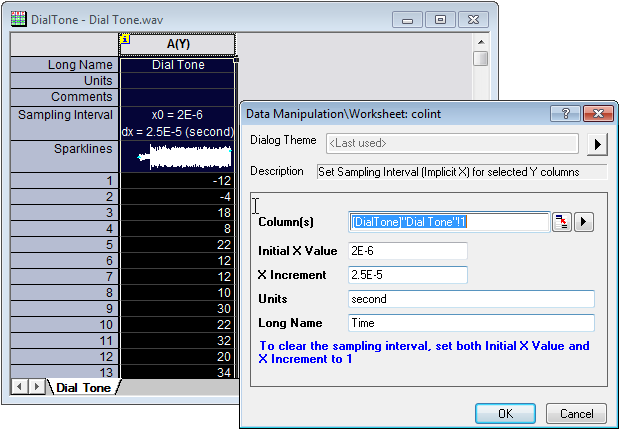 DialTone - Dial Tone.wav
A(Y)
Long Name Dial Tone
Units
Comments
Sampling Interval x0 = 2E-6
dx = 2.5E-5 (second)
Sparklines
1 -12
2 -4
3 18
4 8
5 22
6 12
7 12
8 10
9 30
10 22
11 32
12 20
13 34
Dial Tone
Data Manipulation\Worksheet: colint
Dialog Theme <Last used>
Description Set Sampling Interval (Implicit X) for selected Y columns
Column(s) [DialTone]"Dial Tone"!1
Initial X Value 2E-6
X Increment 2.5E-5
Units second
Long Name Time
To clear the sampling interval, set both Initial X Value and
X Increment to 1
OK Cancel